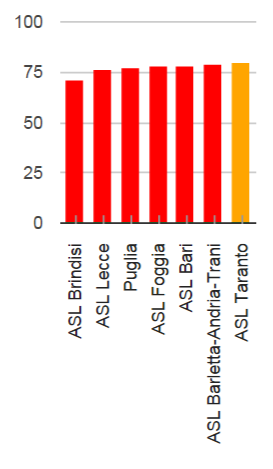 100
75
50
25
0
ASL Brindisi
ASL Lecce
Puglia
ASL Foggia
ASL Bari
ASL Barletta-Andria-Trani
ASL Taranto